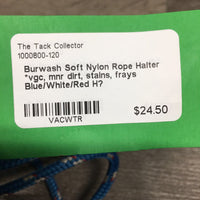 The Tack Collector
1000800-120
Burwash Soft Nylon Rope Halter
*vgc, mnr dirt, stains, frays
Blue/White/Red H?
$24.50
VACWTR